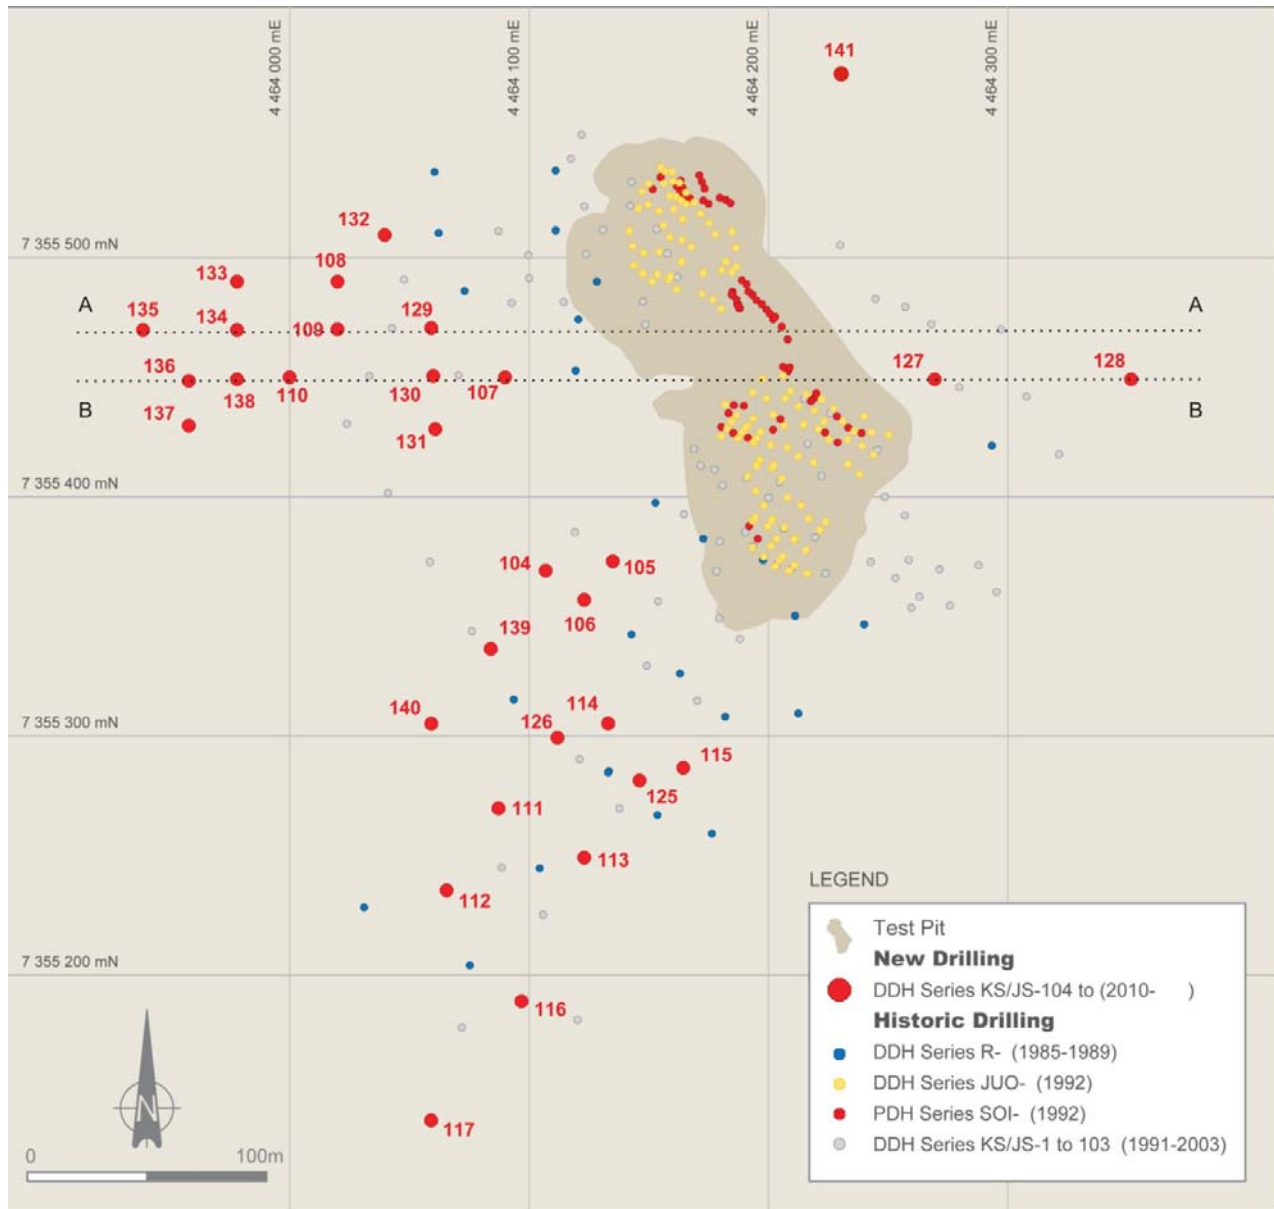 4 464 000 mE
4 464 100 mE
4 464 200 mE
4 464 300 mE
141
132
7 355 500 mN
133
108
A
135
134
109
129
A
136
138
110
130
107
127
128
B
137
131
B
7 355 400 mN
104
105
106
139
140
114
126
7 355 300 mN
115
125
111
113
112
7 355 200 mN
116
117
LEGEND
Test Pit
New Drilling
DDH Series KS/JS-104 to (2010- )
Historic Drilling
DDH Series R- (1985-1989)
DDH Series JUO- (1992)
PDH Series SOI- (1992)
DDH Series KS/JS-1 to 103 (1991-2003)
N
0 100m